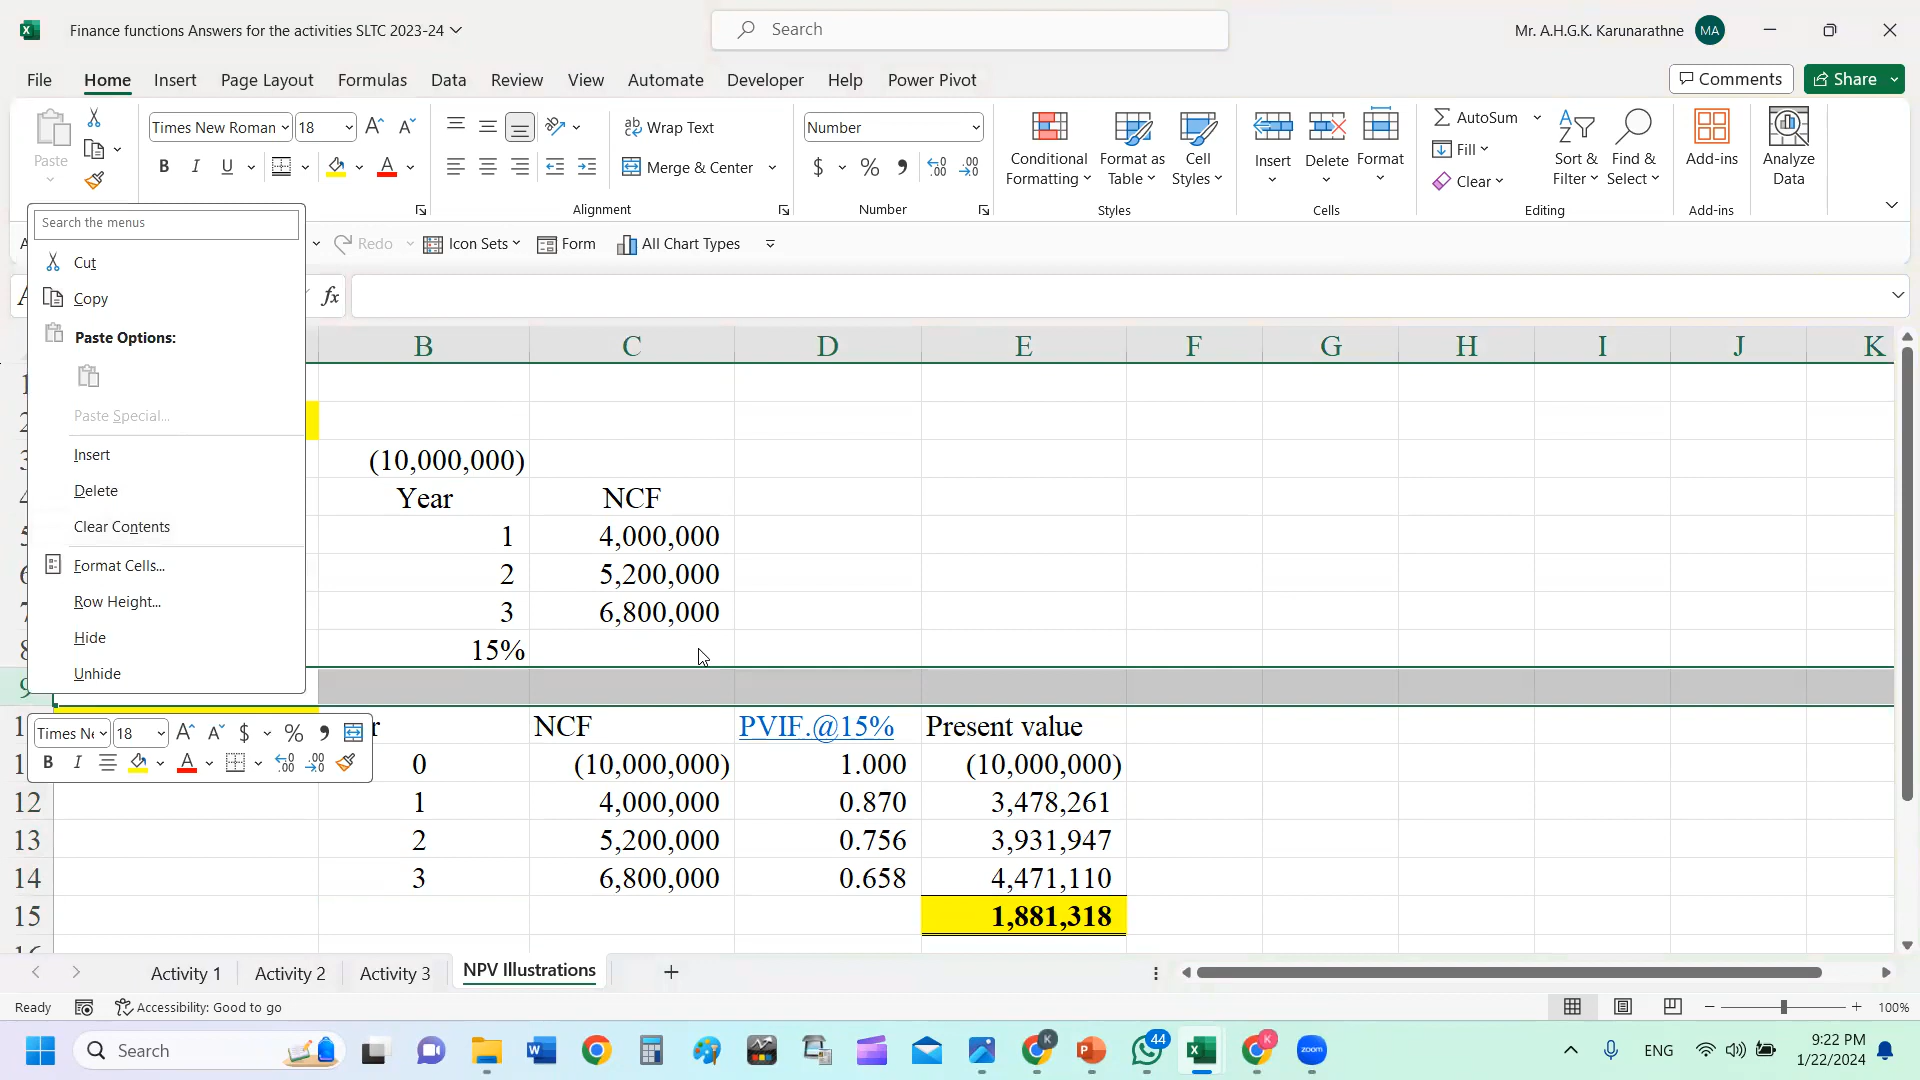 Finance functions Answers for the activities SLTC 2023-24
Search
Mr. A.H.G.K. Karunarathne
MA
File Home Insert Page Layout Formulas Data Review View Automate Developer Help Power Pivot
Comments
Share
Paste
Times New Roman
18
Wrap Text
Number
B I U
Merge & Center
$ % ,
Conditional
Formatting
Format as
Table
Cell
Styles
Insert
Delete
Format
AutoSum
Fill
Clear
Sort &
Filter
Find &
Select
Add-ins
Analyze
Data
Alignment
Number
Styles
Cells
Editing
Add-ins
Redo
Icon Sets
Form
All Chart Types
fx
Search the menus
Cut
Copy
Paste Options:
Paste Special...
Insert
Delete
Clear Contents
Format Cells...
Row Height...
Hide
Unhide
Times Ne
18
$ % ,
B I A
B C D E F G H I J K
(10,000,000)
Year NCF
1 4,000,000
2 5,200,000
3 6,800,000
15%
NCF PVIF.@15% Present value
0 (10,000,000) 1.000 (10,000,000)
12 1 4,000,000 0.870 3,478,261
13 2 5,200,000 0.756 3,931,947
14 3 6,800,000 0.658 4,471,110
15 1,881,318
Activity 1 Activity 2 Activity 3 NPV Illustrations
Ready
Accessibility: Good to go
100%
Search
44
zoom
ENG
9:22 PM
1/22/2024